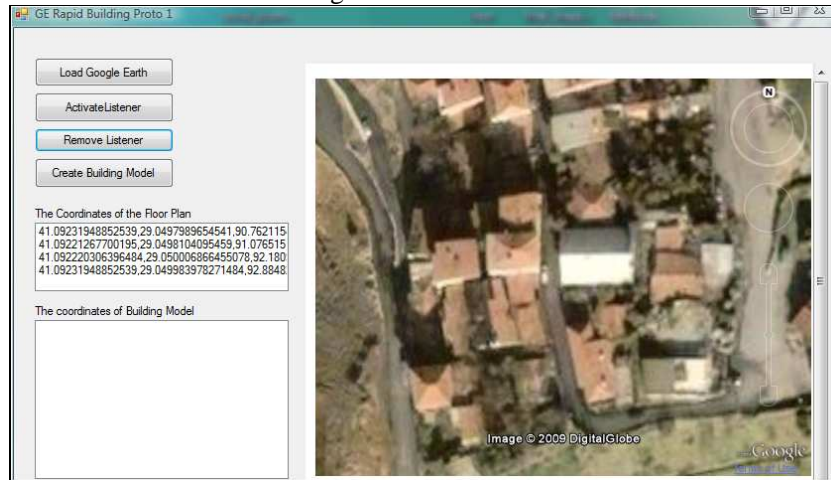 GE Rapid Building Proto 1
Load Google Earth
ActivateListener
Remove Listener
Create Building Model
The Coordinates of the Floor Plan
41.09231948852539,29.0497989654541,90.762115
41.09221267700195,29.0498104095459,91.076515
41.092220306396484,29.050006866455078,92.180
41.09231948852539,29.049983978271484,92.884
The coordinates of Building Model
N
Image © 2009 DigitalGlobe
Google